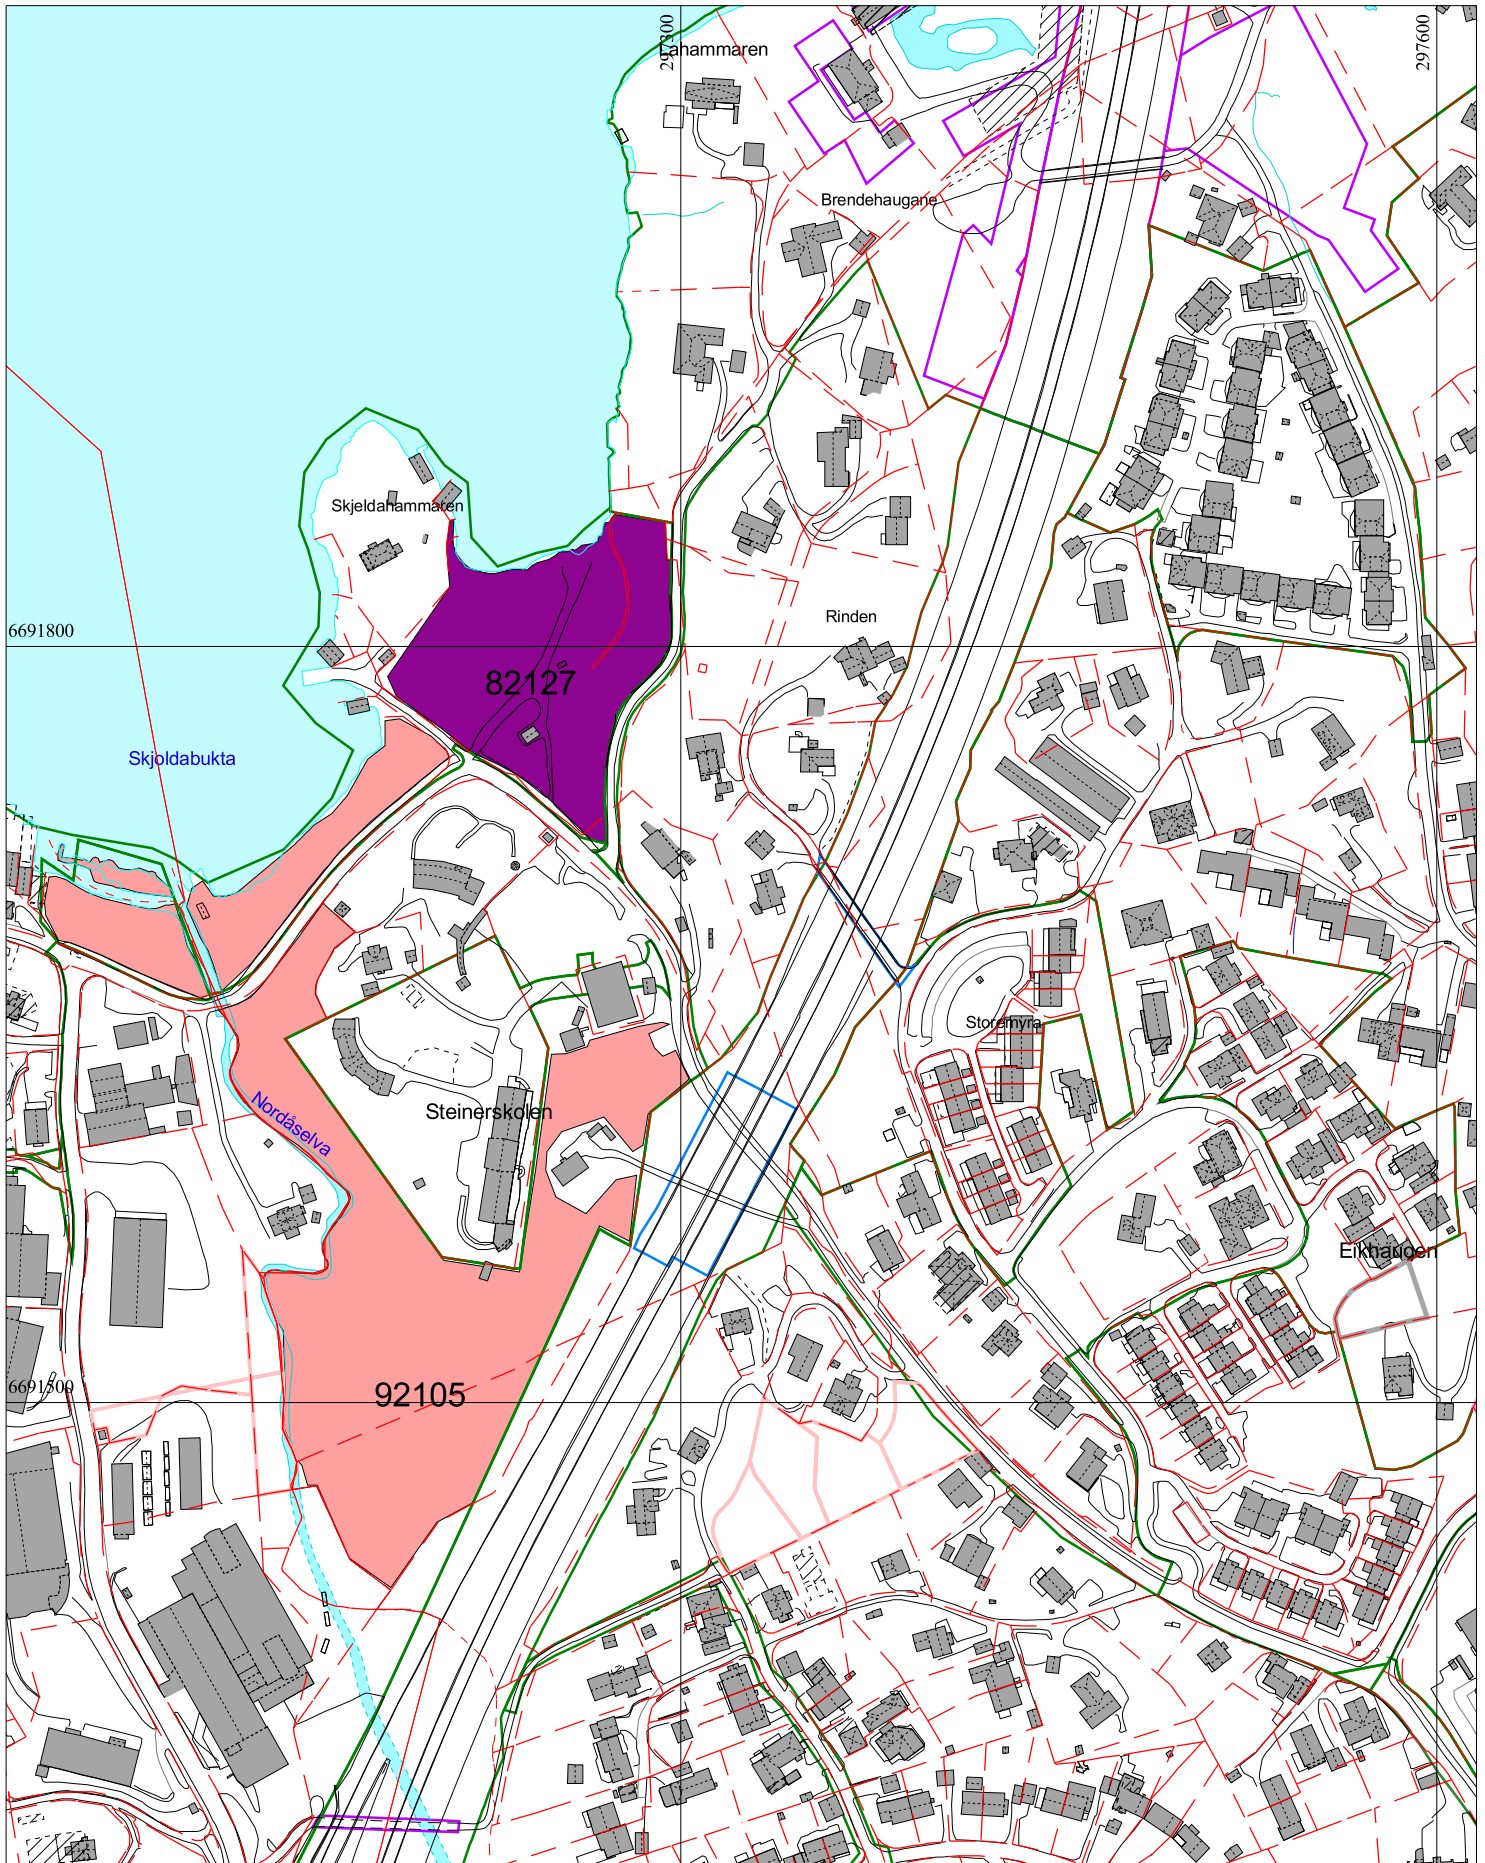 297300
297600
Lahammaren
Brendehaugane
Skjeldahammaren
Rinden
6691800
82127
Skjoldabukta
Storemyra
Nordåselva
Steinerskolen
Eikhaugen
6691500
92105